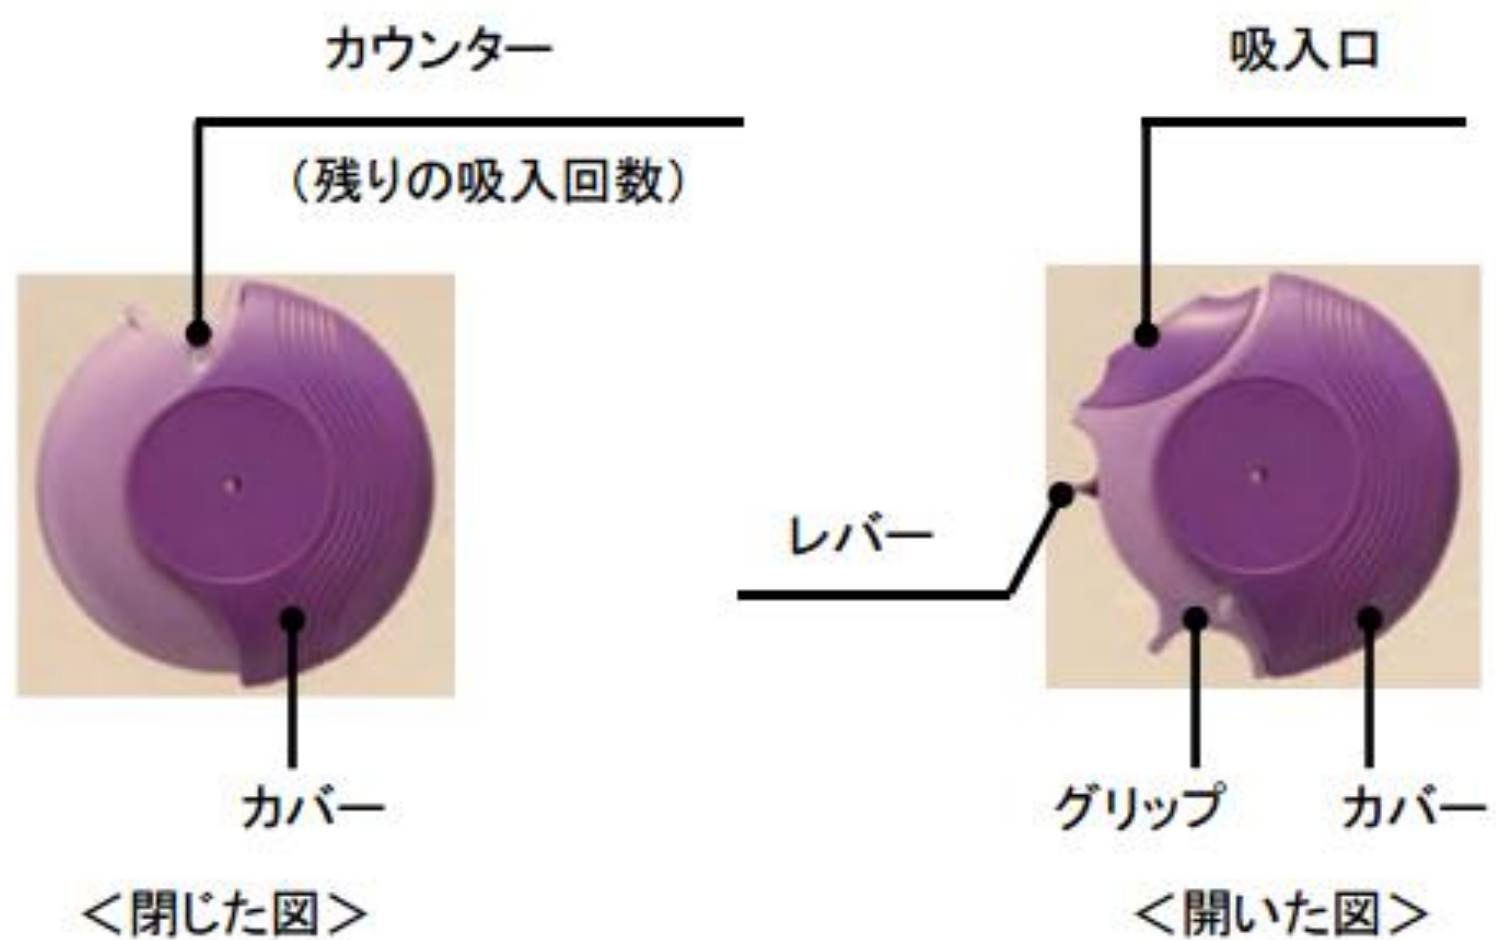 カウンター
（残りの吸入回数）
カバー
＜閉じた図＞
吸入口
レバー
グリップ
カバー
＜開いた図＞